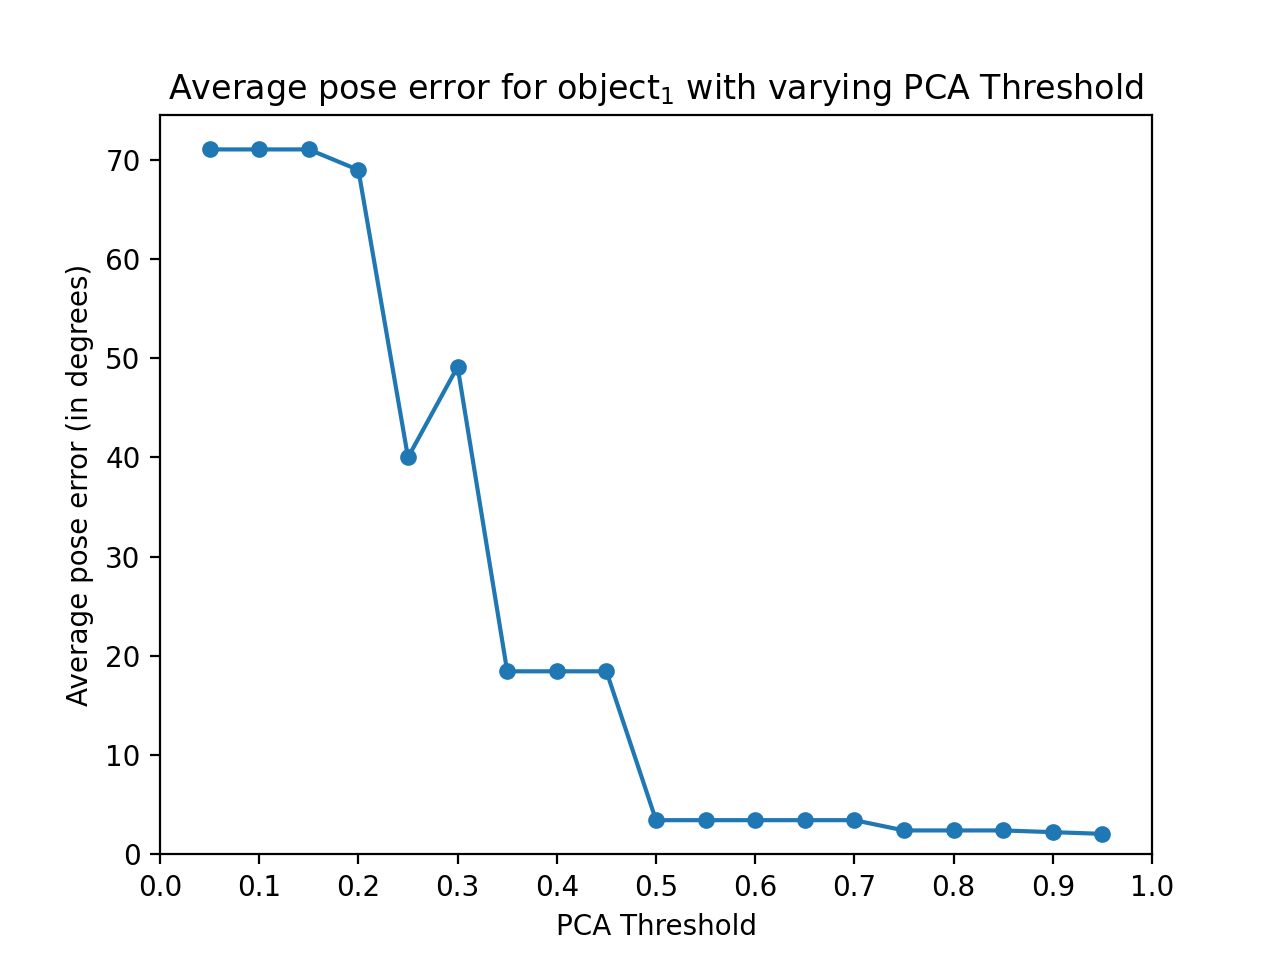 Average pose error for object₁ with varying PCA Threshold
Average pose error (in degrees)
70
60
50
40
30
20
10
0
0.0 0.1 0.2 0.3 0.4 0.5 0.6 0.7 0.8 0.9 1.0
PCA Threshold